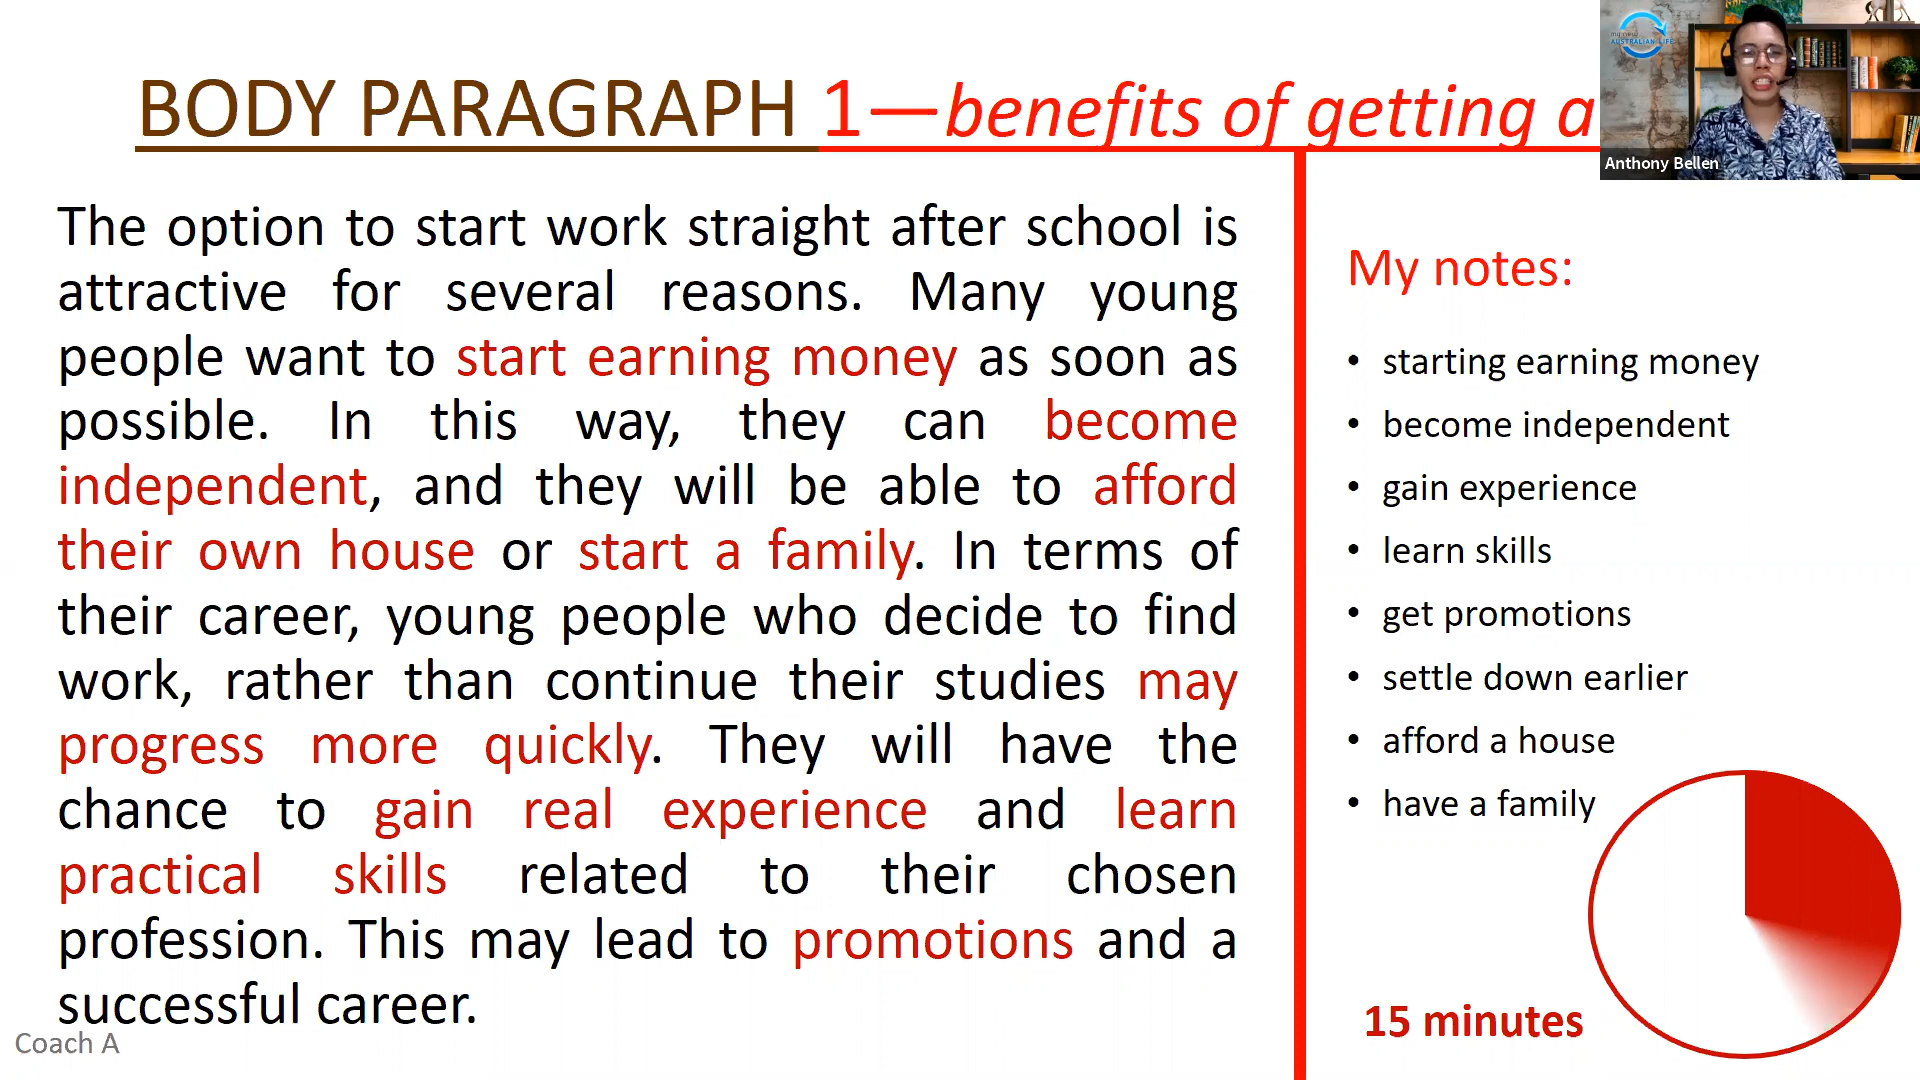 BODY PARAGRAPH 1—benefits of getting a
my new
AUSTRALIAN LIFE
Anthony Bellen
The option to start work straight after school is
attractive for several reasons. Many young
people want to start earning money as soon as
possible. In this way, they can become
independent, and they will be able to afford
their own house or start a family. In terms of
their career, young people who decide to find
work, rather than continue their studies may
progress more quickly. They will have the
chance to gain real experience and learn
practical skills related to their chosen
profession. This may lead to promotions and a
successful career.
Coach A
My notes:
• starting earning money
• become independent
• gain experience
• learn skills
• get promotions
• settle down earlier
• afford a house
• have a family
15 minutes